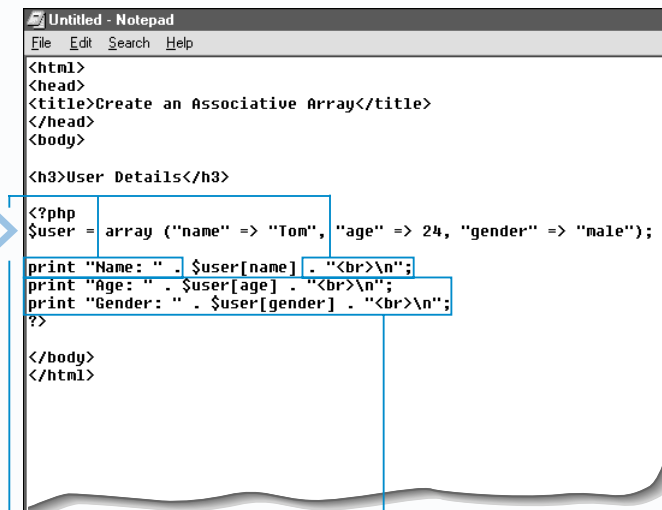 Untitled - Notepad
File Edit Search Help
<html>
<head>
<title>Create an Associative Array</title>
</head>
<body>
<h3>User Details</h3>
<?php
$user = array ("name" => "Tom", "age" => 24, "gender" => "male");
print "Name: " . $user[name] . "<br>\n";
print "Age: " . $user[age] . "<br>\n";
print "Gender: " . $user[gender] . "<br>\n";
?>
</body>
</html>